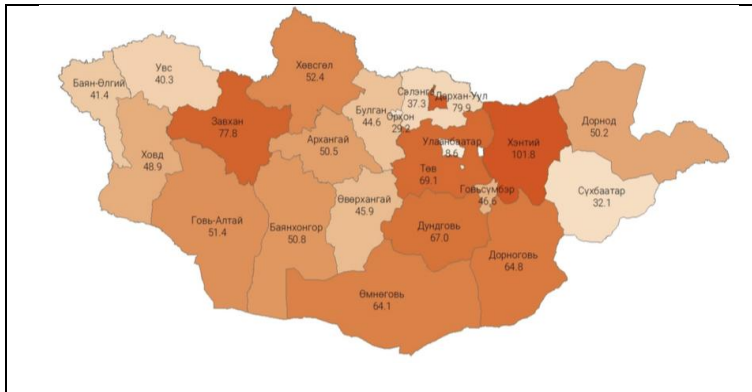 Хөвсгөл
52.4
Увс
40.3
Баян-Өлгий
41.4
Завхан
77.8
Булган
44.6
Сэлэнгэ
37.3
Дархан-Уул
79.9
Орхон
29.2
Дорнод
50.2
Архангай
50.5
Улаанбаатар
8.6
Хэнтий
101.8
Ховд
48.9
Төв
69.1
Говьсүмбэр
46.6
Сүхбаатар
32.1
Өвөрхангай
45.9
Говь-Алтай
51.4
Баянхонгор
50.8
Дундговь
67.0
Дорноговь
64.8
Өмнөговь
64.1